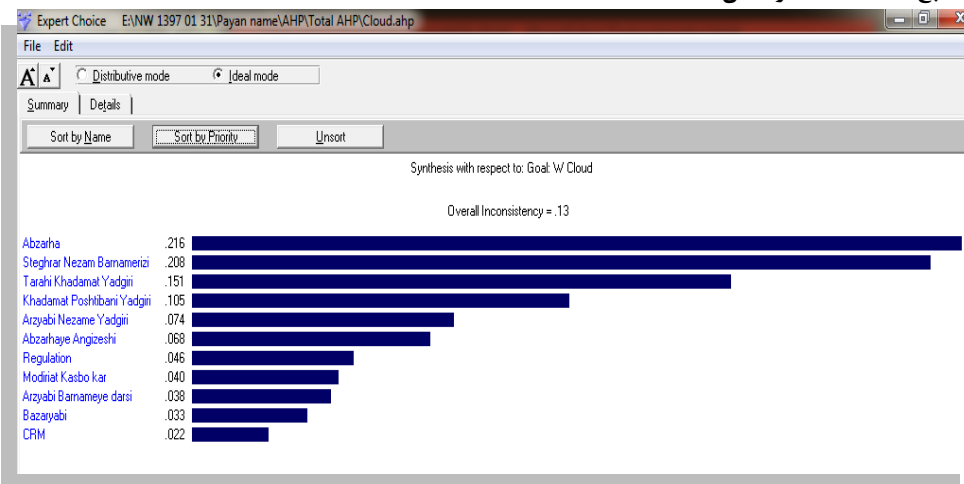 Expert Choice E:\NW 1397 01 31\Payan name\AHP\Total AHP\Cloud.ahp
File Edit
Distributive mode Ideal mode
Summary Details
Sort by Name Sort by Priority Unsort
Synthesis with respect to: Goal: W Cloud
Overall Inconsistency = .13
Abzarha .216
Steghrar Nezam Barnamerizi .208
Tarahi Khadamat Yadgiri .151
Khadamat Poshtibani Yadgiri .105
Arzyabi Nezame Yadgiri .074
Abzarhaye Angizeshi .068
Regulation .046
Modiriat Kasbo kar .040
Arzyabi Barnameye darsi .038
Bazaryabi .033
CRM .022